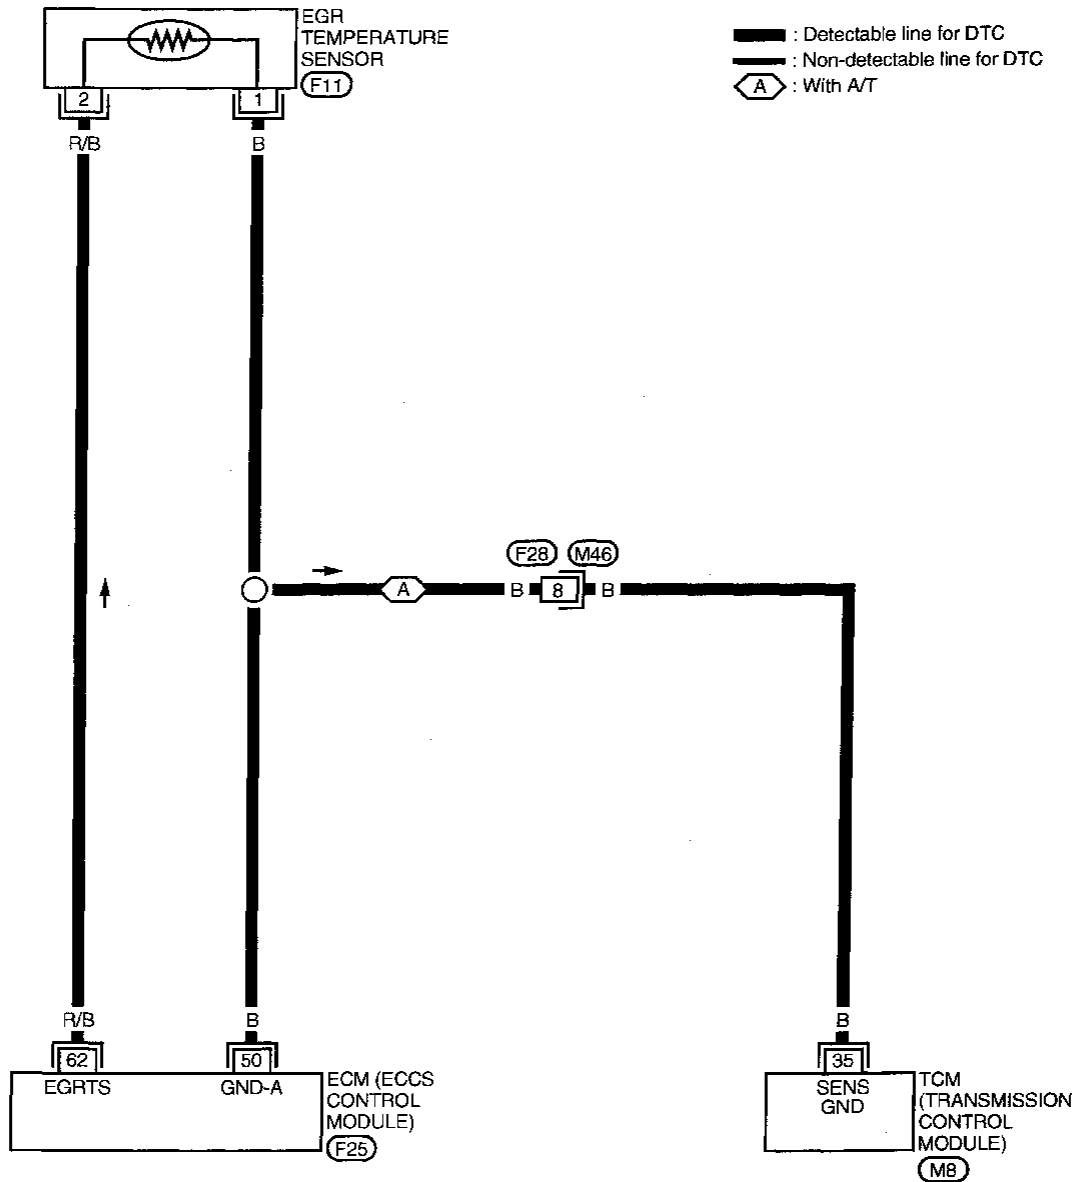 EGR
TEMPERATURE
SENSOR
F11
: Detectable line for DTC
: Non-detectable line for DTC
A : With A/T
2
1
R/B
B
F28
M46
A
B
8
B
R/B
B
B
62
50
35
EGRTS
GND-A
ECM (ECCS
CONTROL
MODULE)
F25
SENS
GND
TCM
(TRANSMISSION
CONTROL
MODULE)
M8